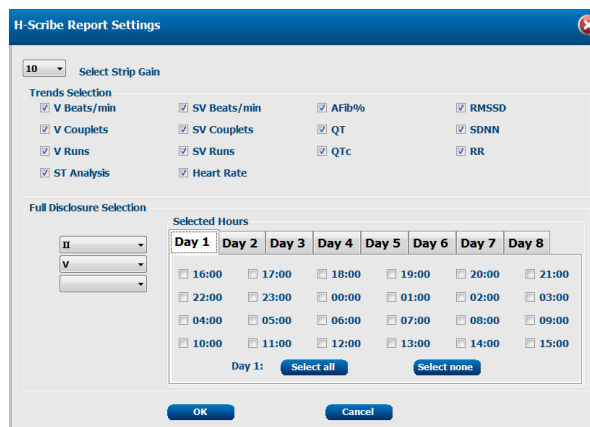 H-Scribe Report Settings
10 Select Strip Gain
Trends Selection
V Beats/min SV Beats/min AFib% RMSSD
V Couplets SV Couplets QT SDNN
V Runs SV Runs QTc RR
ST Analysis Heart Rate
Full Disclosure Selection
Selected Hours
II
V
Day 1 Day 2 Day 3 Day 4 Day 5 Day 6 Day 7 Day 8
16:00 17:00 18:00 19:00 20:00 21:00
22:00 23:00 00:00 01:00 02:00 03:00
04:00 05:00 06:00 07:00 08:00 09:00
10:00 11:00 12:00 13:00 14:00 15:00
Day 1: Select all Select none
OK Cancel